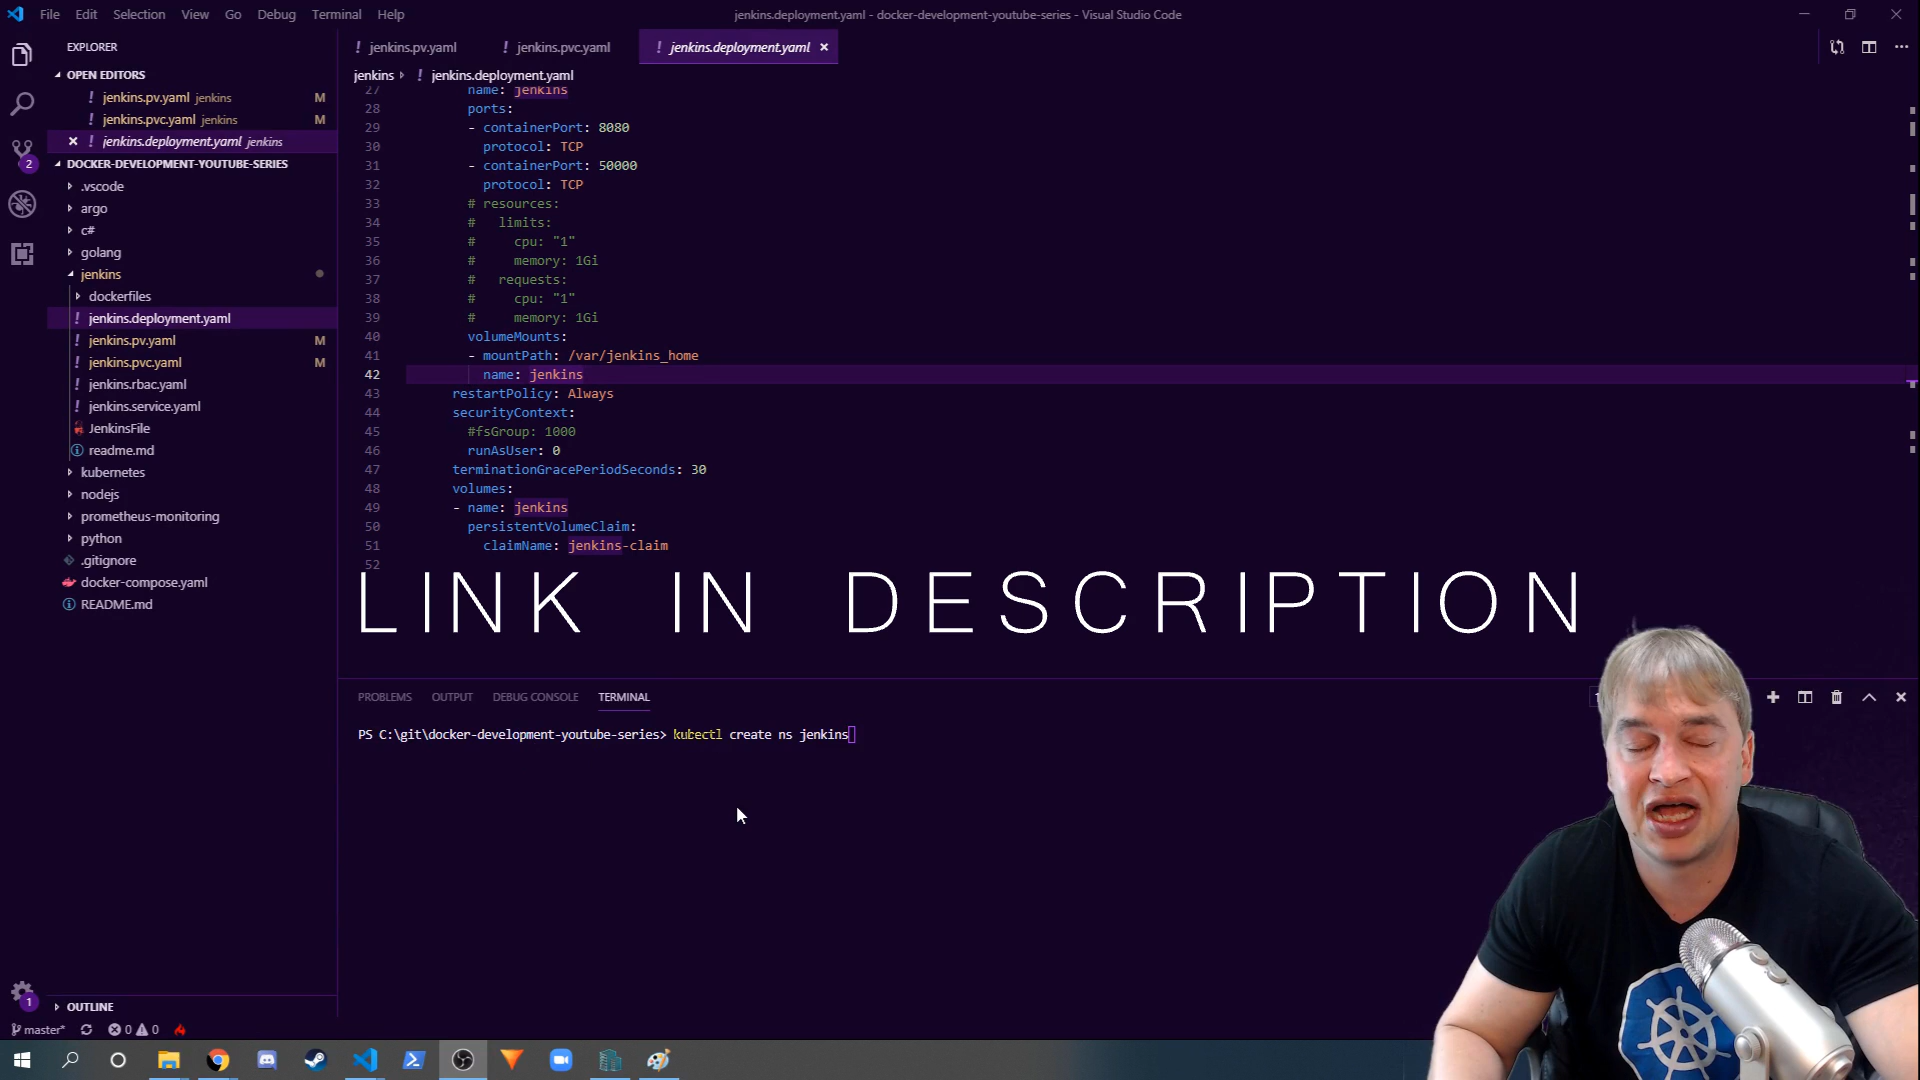 File Edit Selection View Go Debug Terminal Help
jenkins.deployment.yaml - docker-development-youtube-series - Visual Studio Code
EXPLORER
OPEN EDITORS
jenkins.pv.yaml jenkins M
jenkins.pvc.yaml jenkins M
jenkins.deployment.yaml jenkins
2
DOCKER-DEVELOPMENT-YOUTUBE-SERIES
.vscode
argo
c#
golang
jenkins
dockerfiles
jenkins.deployment.yaml
jenkins.pv.yaml M
jenkins.pvc.yaml M
jenkins.rbac.yaml
jenkins.service.yaml
JenkinsFile
readme.md
kubernetes
nodejs
prometheus-monitoring
python
.gitignore
docker-compose.yaml
README.md
OUTLINE
1
jenkins.pv.yaml jenkins.pvc.yaml jenkins.deployment.yaml
jenkins jenkins.deployment.yaml
27 name: jenkins
28 ports:
29 - containerPort: 8080
30 protocol: TCP
31 - containerPort: 50000
32 protocol: TCP
33 # resources:
34 # limits:
35 # cpu: "1"
36 # memory: 1Gi
37 # requests:
38 # cpu: "1"
39 # memory: 1Gi
40 volumeMounts:
41 - mountPath: /var/jenkins_home
42 name: jenkins
43 restartPolicy: Always
44 securityContext:
45 #fsGroup: 1000
46 runAsUser: 0
47 terminationGracePeriodSeconds: 30
48 volumes:
49 - name: jenkins
50 persistentVolumeClaim:
51 claimName: jenkins-claim
52
LINK IN DESCRIPTION
PROBLEMS OUTPUT DEBUG CONSOLE TERMINAL
PS C:\git\docker-development-youtube-series> kubectl create ns jenkins
master* 0 0